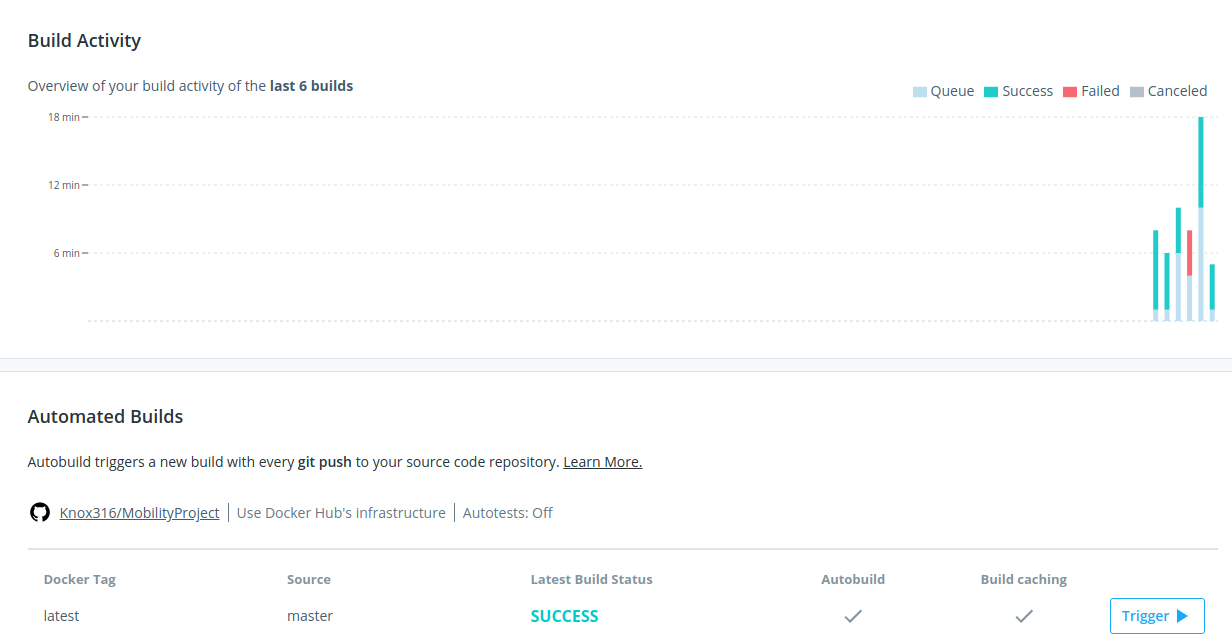 Build Activity
Overview of your build activity of the last 6 builds
Queue Success Failed Canceled
18 min
12 min
6 min
Automated Builds
Autobuild triggers a new build with every git push to your source code repository. Learn More.
Knox316/MobilityProject Use Docker Hub's infrastructure Autotests: Off
Docker Tag Source Latest Build Status Autobuild Build caching
latest master SUCCESS Trigger